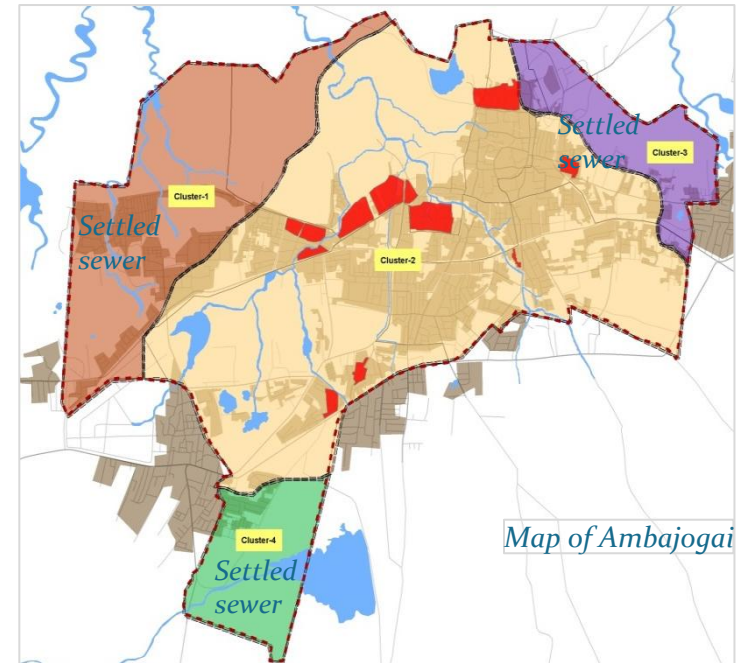 Settled
sewer
Cluster-3
Cluster-1
Settled
sewer
Cluster-2
Map of Ambajogai
Cluster-4
Settled
sewer